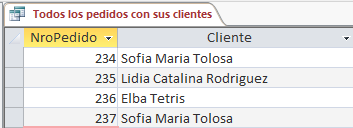 Todos los pedidos con sus clientes
NroPedido Cliente
234 Sofia Maria Tolosa
235 Lidia Catalina Rodriguez
236 Elba Tetris
237 Sofia Maria Tolosa